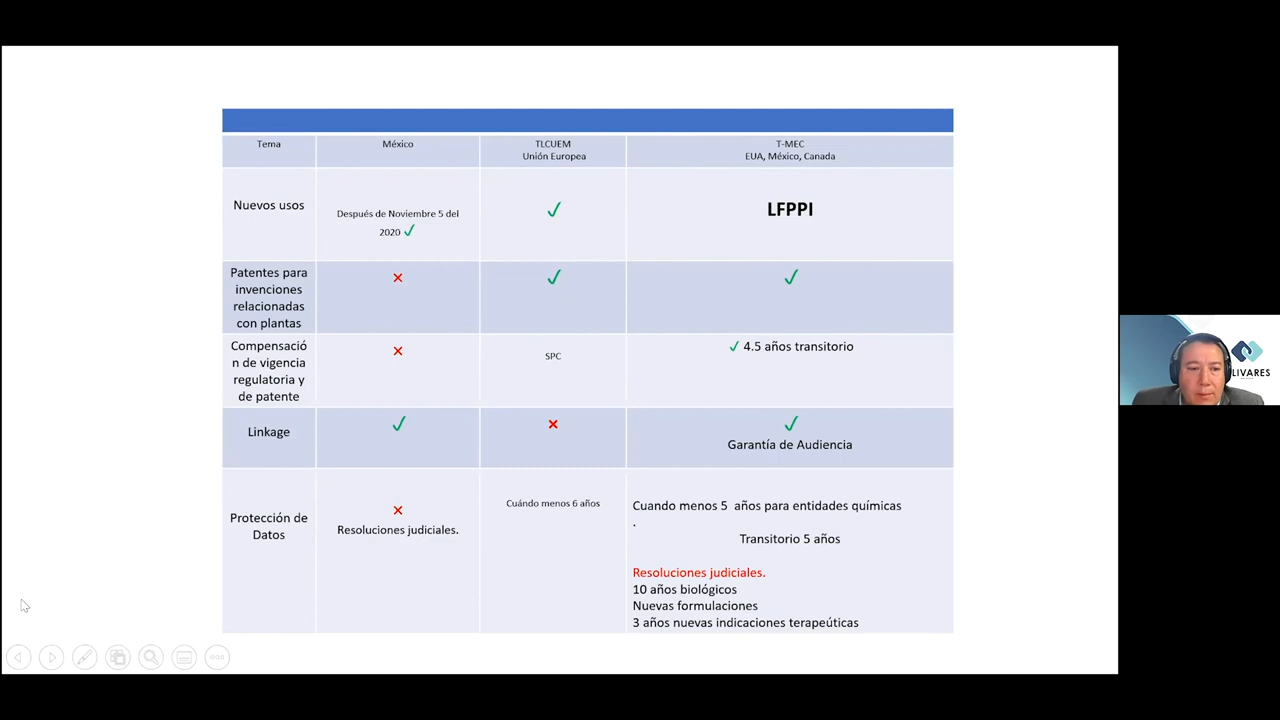 Tema
México
TLCUEM
Unión Europea
T-MEC
EUA, México, Canada
Nuevos usos
Después de Noviembre 5 del
2020 ✓
✓
LFPPI
Patentes para
invenciones
relacionadas
con plantas
×
✓
✓
Compensació
n de vigencia
regulatoria y
de patente
×
SPC
✓ 4.5 años transitorio
Linkage
✓
×
✓
Garantía de Audiencia
Protección de
Datos
×
Resoluciones judiciales.
Cuándo menos 6 años
Cuando menos 5 años para entidades químicas
.
Transitorio 5 años
Resoluciones judiciales.
10 años biológicos
Nuevas formulaciones
3 años nuevas indicaciones terapeúticas
LIVARES